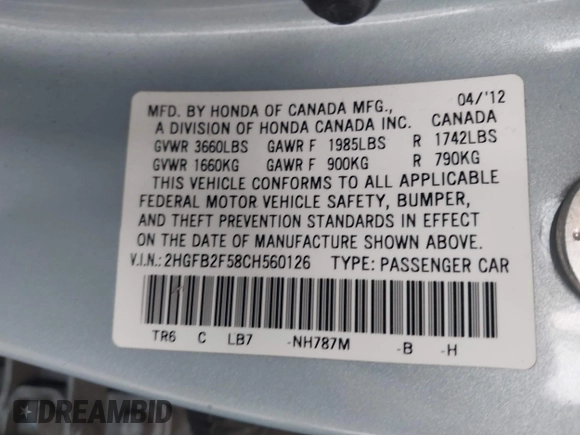 MFD. BY HONDA OF CANADA MFG., 04/'12
A DIVISION OF HONDA CANADA INC. CANADA
GVWR 3660LBS GAWR F 1985LBS R 1742LBS
GVWR 1660KG GAWR F 900KG R 790KG
THIS VEHICLE CONFORMS TO ALL APPLICABLE
FEDERAL MOTOR VEHICLE SAFETY, BUMPER,
AND THEFT PREVENTION STANDARDS IN EFFECT
ON THE DATE OF MANUFACTURE SHOWN ABOVE.
V.I.N.: 2HGFB2F58CH560126 TYPE: PASSENGER CAR
TR6 C LB7 -NH787M -B -H
DREAMBID